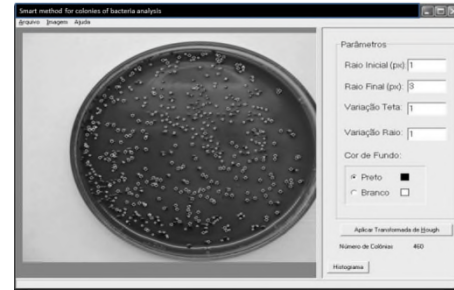 Smart method for colonies of bacteria analysis
Arquivo Imagem Ajuda
Parâmetros
Raio Inicial (px): 1
Raio Final (px): 3
Variação Teta: 1
Variação Raio: 1
Cor de Fundo:
Preto
Branco
Aplicar Transformada de Hough
Número de Colônias 460
Histograma